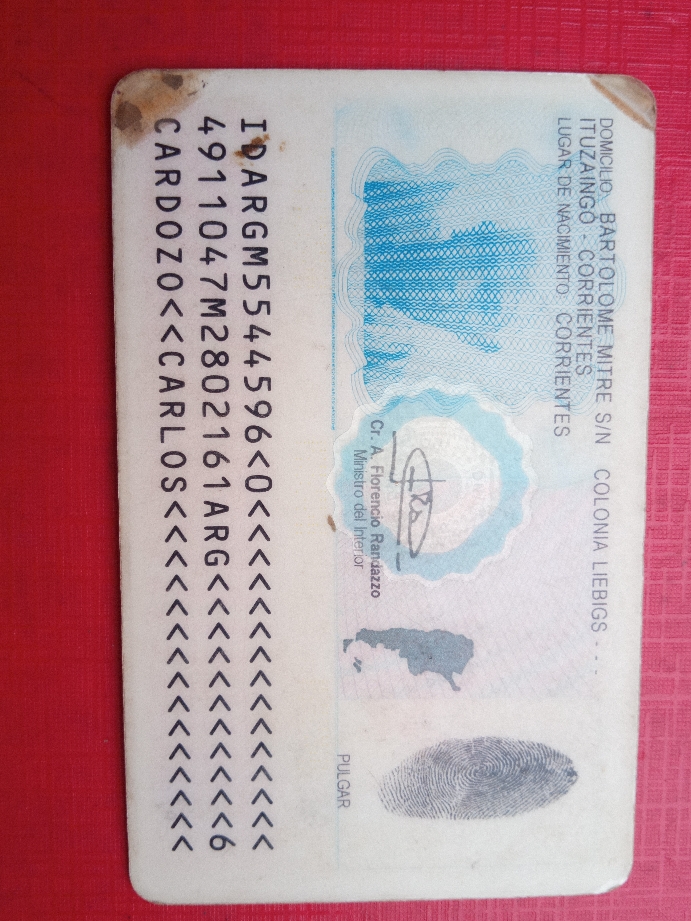 DOMICILIO: BARTOLOME MITRE S/N COLONIA LIEBIGS - - -
ITUZAINGÓ - CORRIENTES
LUGAR DE NACIMIENTO: CORRIENTES
Cr. A. Florencio Randazzo
Ministro del Interior
PULGAR
IDARGM5544596<0<<<<<<<<<<<<<<<
4911047M2802161ARG<<<<<<<<<<<6
CARDOZO<<CARLOS<<<<<<<<<<<<<<<